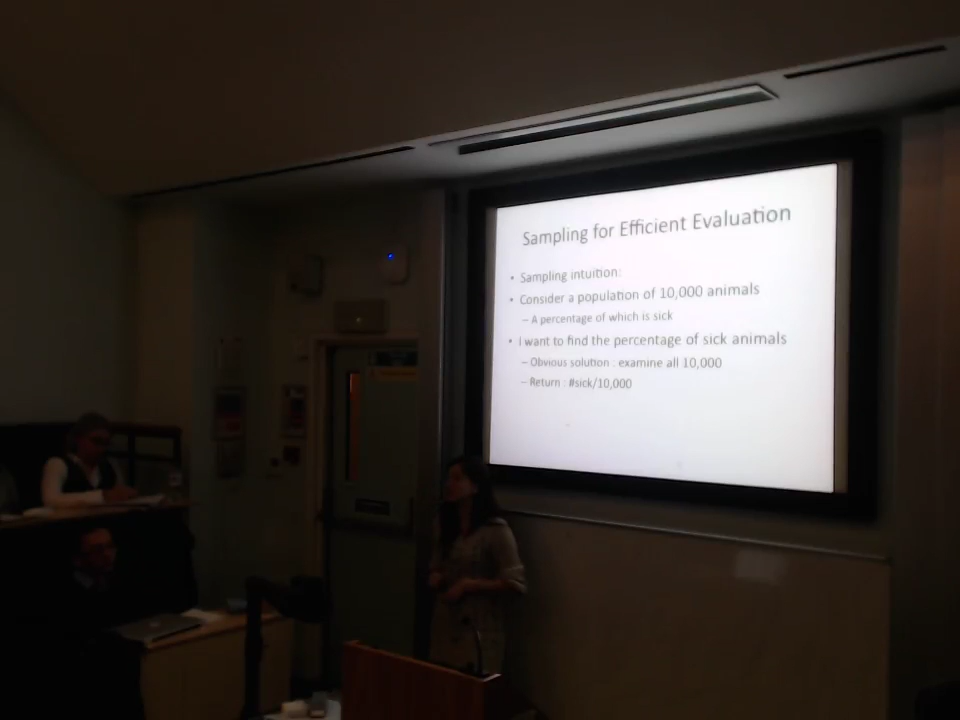 Sampling for Efficient Evaluation
• Sampling intuition:
• Consider a population of 10,000 animals
– A percentage of which is sick
• I want to find the percentage of sick animals
– Obvious solution : examine all 10,000
– Return : #sick/10,000